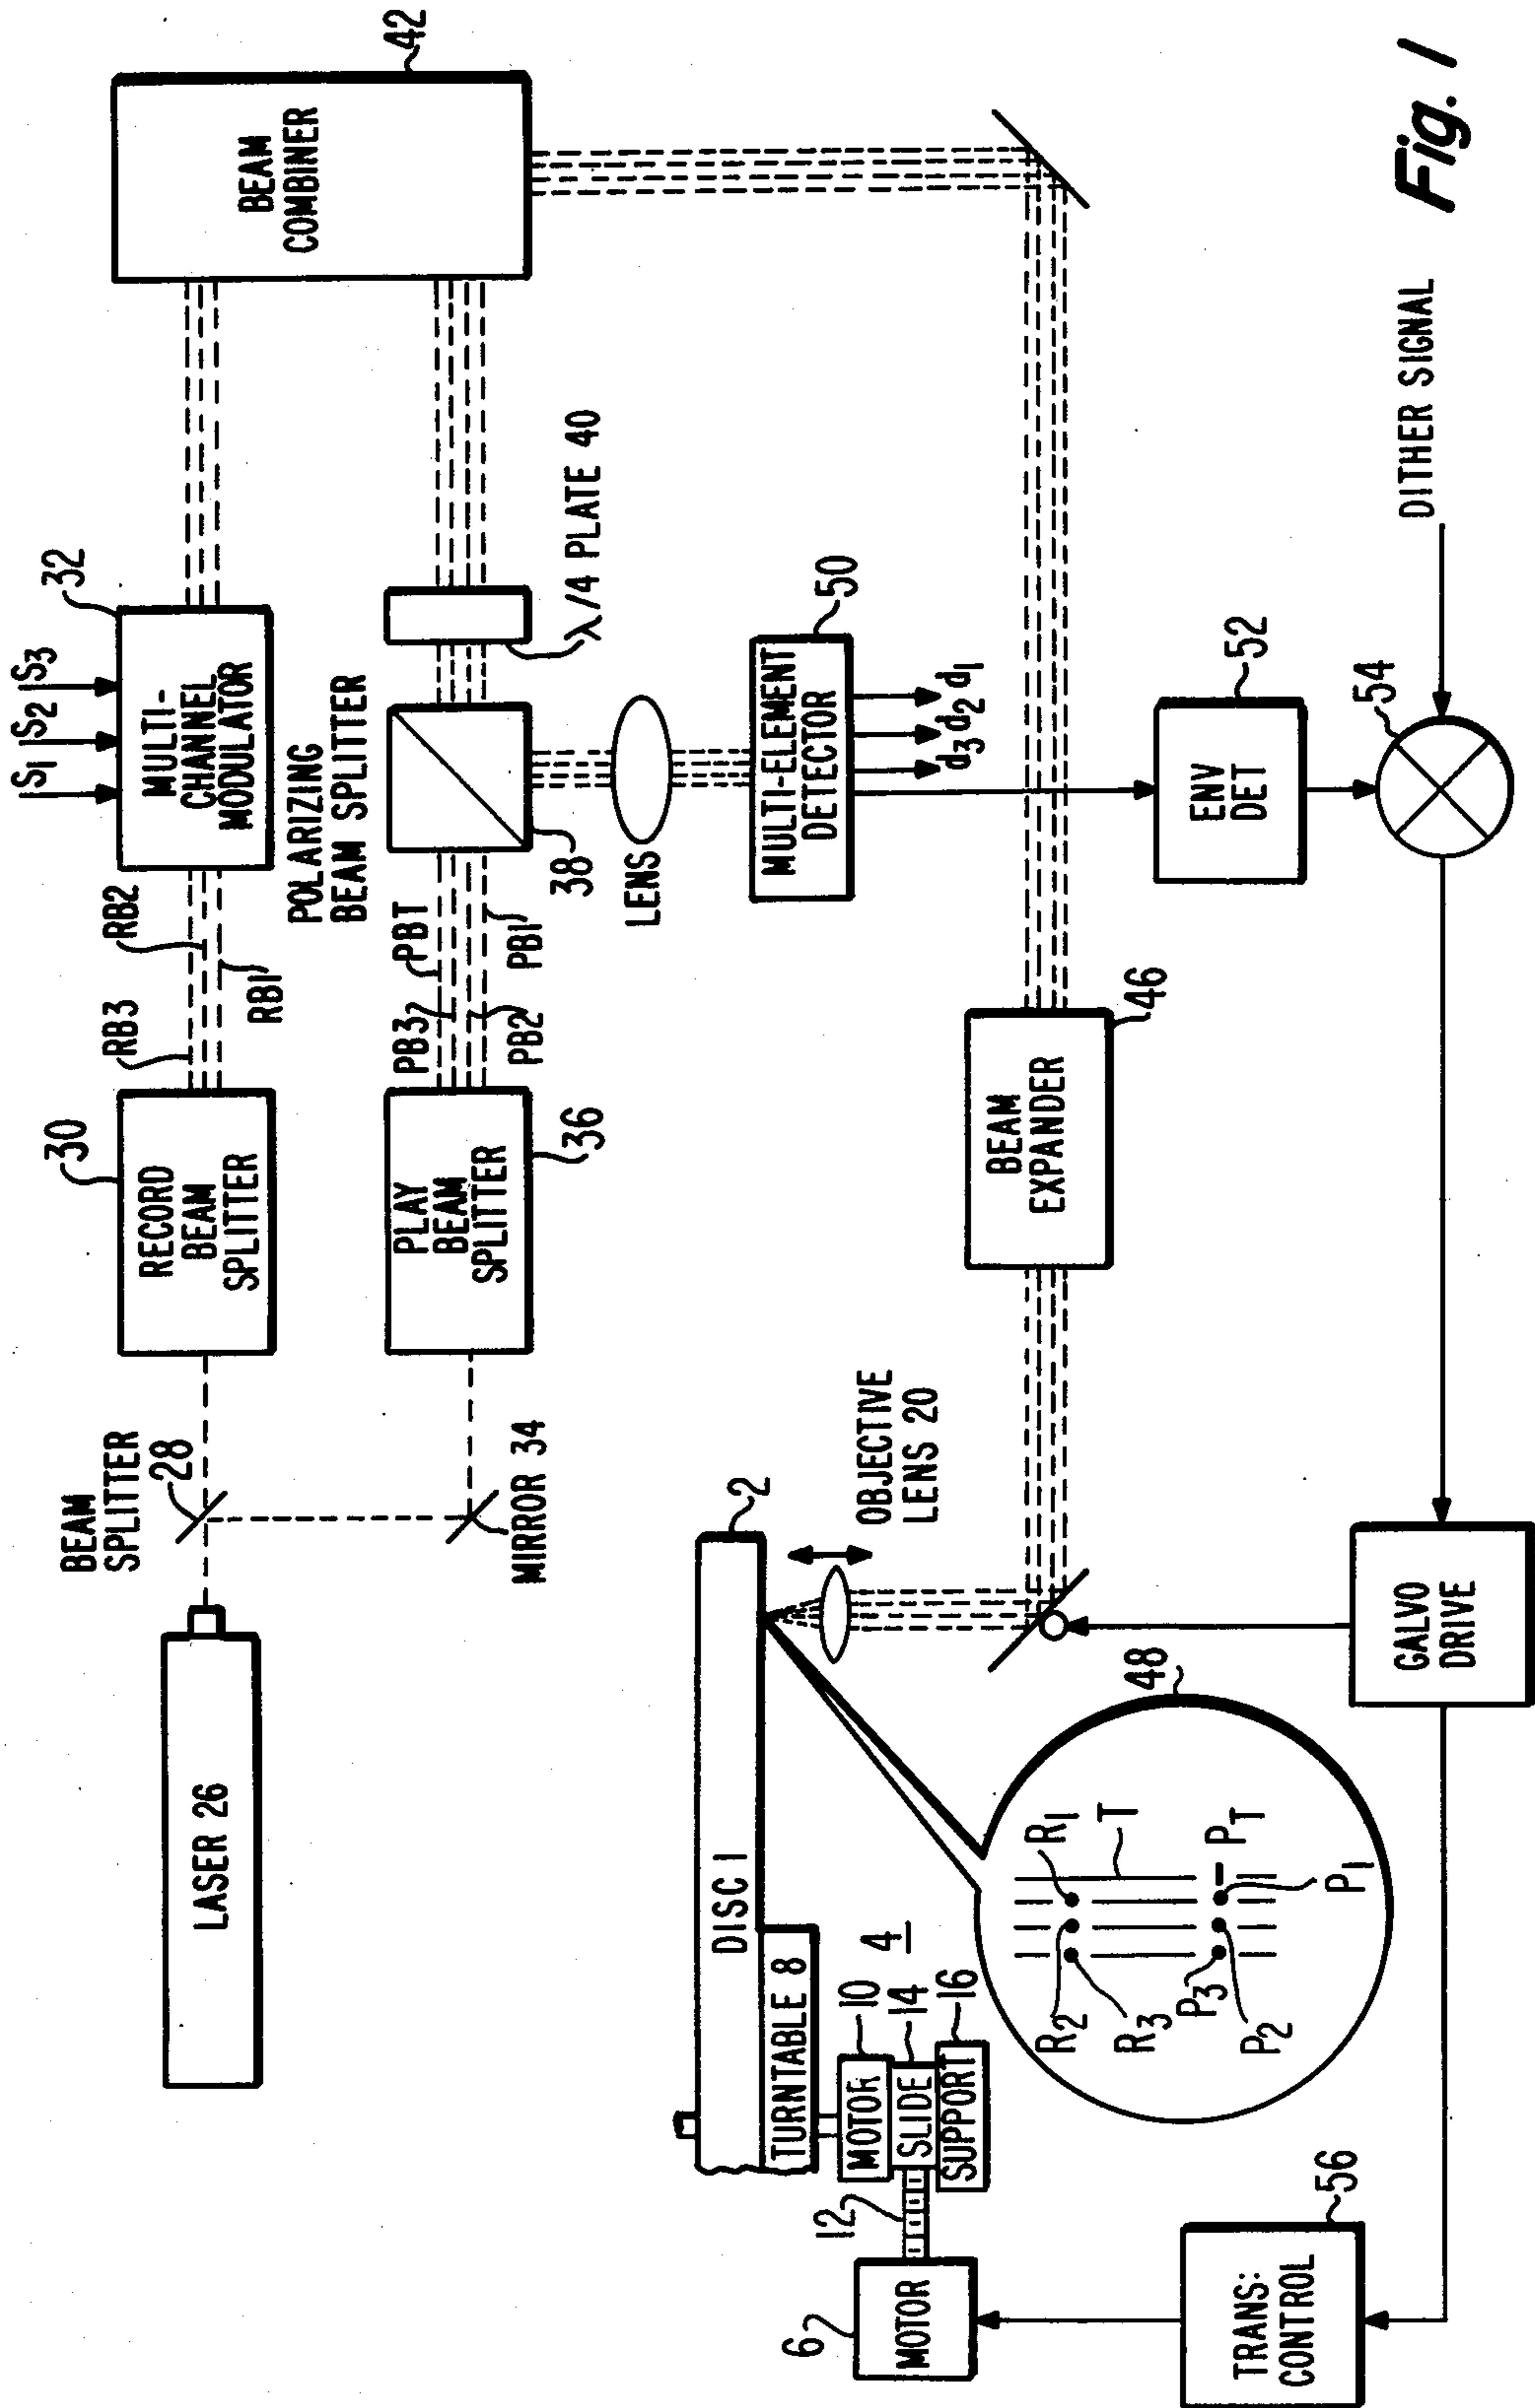 LASER 26
BEAM
SPLITTER
28
MIRROR 34
30
RECORD
BEAM
SPLITTER
RB3
RB2
RB1
S1
S2
S3
32
MULTI-
CHANNEL
MODULATOR
BEAM
COMBINER
42
PLAY
BEAM
SPLITTER
36
PB3
PBT
PB2
PB1
POLARIZING
BEAM SPLITTER
38
λ/4 PLATE 40
LENS
MULTI-ELEMENT
DETECTOR
50
d3
d2
d1
DISC 1
2
TURNTABLE 8
4
MOTOR
10
SLIDE
14
SUPPORT
16
12
6
MOTOR
OBJECTIVE
LENS 20
BEAM
EXPANDER
46
ENV
DET
52
54
DITHER SIGNAL
48
R2
R3
R1
T
P3
P2
PT
P1
GALVO
DRIVE
TRANS:
CONTROL
56
Fig. 1